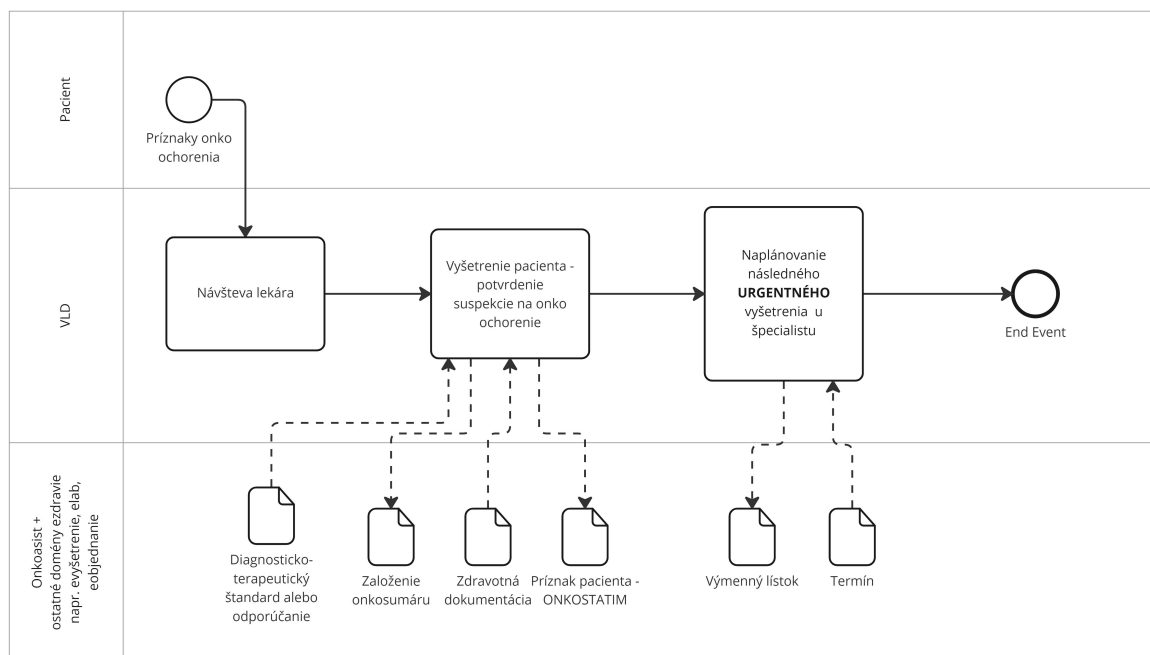 Pacient
Príznaky onko
ochorenia
VLD
Návšteva lekára
Vyšetrenie pacienta -
potvrdenie
suspekcie na onko
ochorenie
Naplánovanie
následného
URGENTNÉHO
vyšetrenia u
špecialistu
End Event
Onkoasist +
ostatné domény ezdravie
napr. evyšetrenie, elab,
eobjednanie
Diagnosticko-
terapeutický
štandard alebo
odporúčanie
Založenie
onkosumáru
Zdravotná
dokumentácia
Príznak pacienta -
ONKOSTATIM
Výmenný lístok
Termín